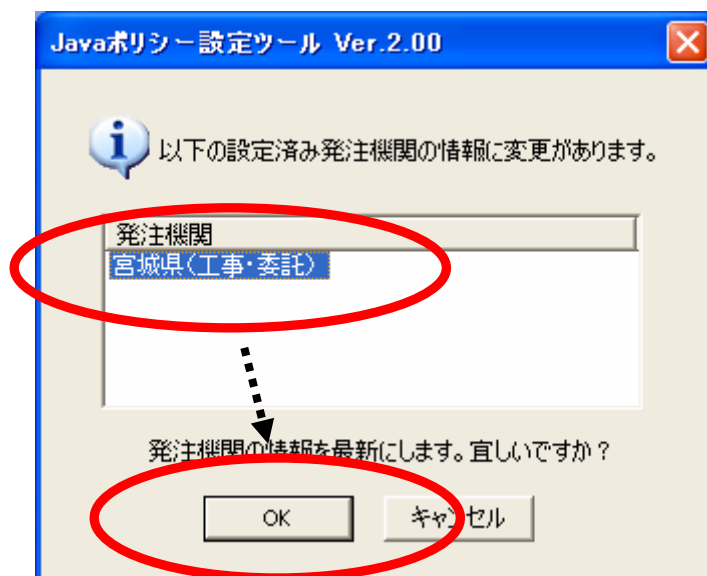 Javaポリシー設定ツール Ver.2.00
以下の設定済み発注機関の情報に変更があります。
発注機関
宮城県(工事・委託)
発注機関の情報を最新にします。宜しいですか?
OK
キャンセル